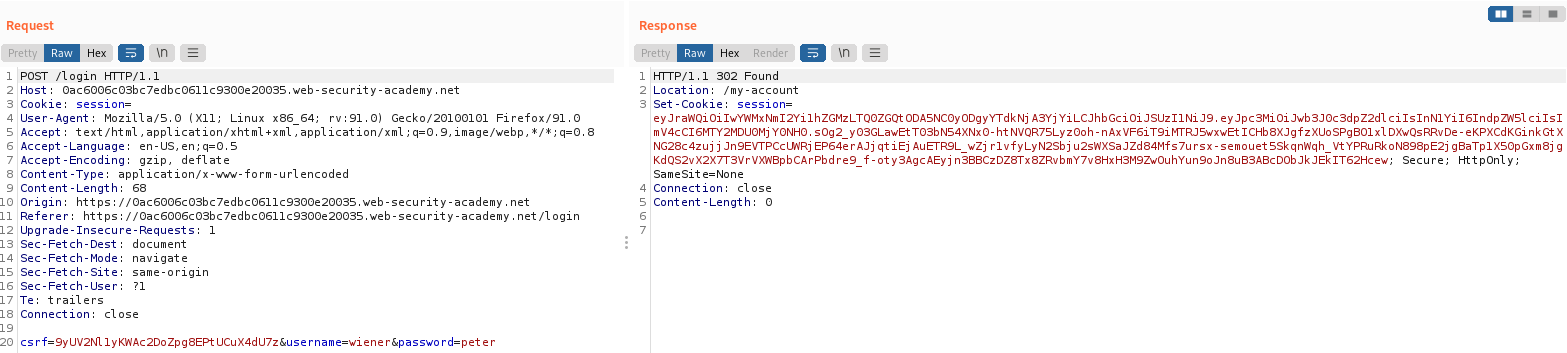 Request
Response
Pretty Raw Hex \n
Pretty Raw Hex Render \n
1 POST /login HTTP/1.1
2 Host: 0ac6006c03bc7edbc0611c9300e20035.web-security-academy.net
3 Cookie: session=
4 User-Agent: Mozilla/5.0 (X11; Linux x86_64; rv:91.0) Gecko/20100101 Firefox/91.0
5 Accept: text/html,application/xhtml+xml,application/xml;q=0.9,image/webp,*/*;q=0.8
6 Accept-Language: en-US,en;q=0.5
7 Accept-Encoding: gzip, deflate
8 Content-Type: application/x-www-form-urlencoded
9 Content-Length: 68
10 Origin: https://0ac6006c03bc7edbc0611c9300e20035.web-security-academy.net
11 Referer: https://0ac6006c03bc7edbc0611c9300e20035.web-security-academy.net/login
12 Upgrade-Insecure-Requests: 1
13 Sec-Fetch-Dest: document
14 Sec-Fetch-Mode: navigate
15 Sec-Fetch-Site: same-origin
16 Sec-Fetch-User: ?1
17 Te: trailers
18 Connection: close
19
20 csrf=9yUV2Nl1yKWAc2DoZpg8EPtUCuX4dU7z&username=wiener&password=peter
1 HTTP/1.1 302 Found
2 Location: /my-account
3 Set-Cookie: session=
; Secure; HttpOnly;
SameSite=None
4 Connection: close
5 Content-Length: 0
6
7